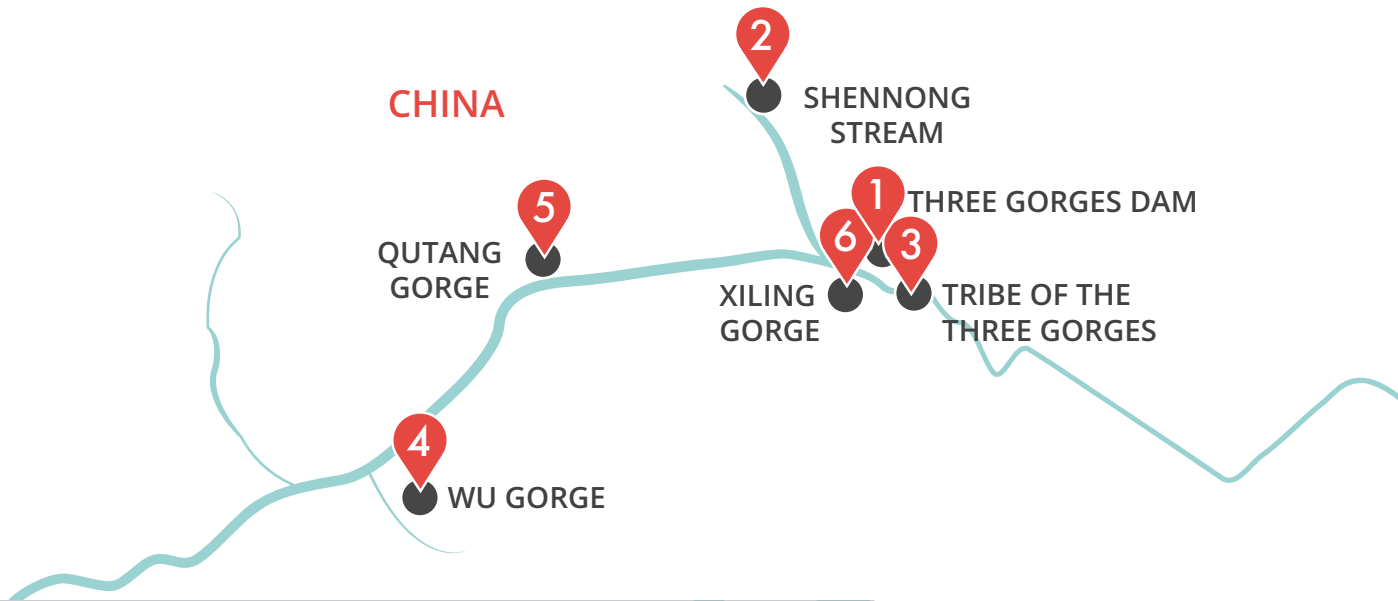 2
CHINA
SHENNONG
STREAM
1
THREE GORGES DAM
5
6
3
QUTANG
GORGE
XILING
GORGE
TRIBE OF THE
THREE GORGES
4
WU GORGE